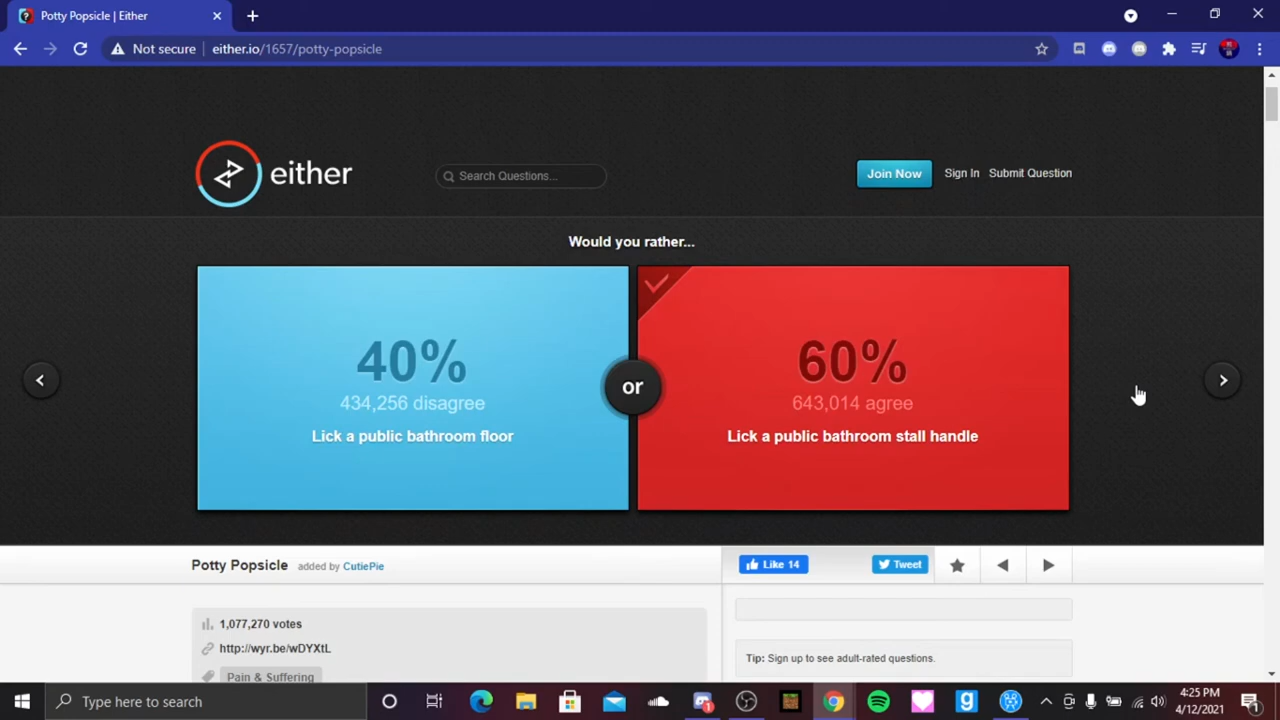 Potty Popsicle | Either
Not secure
either.io/1657/potty-popsicle
either
Search Questions...
Join Now
Sign In
Submit Question
Would you rather...
40%
434,256 disagree
Lick a public bathroom floor
or
60%
643,014 agree
Lick a public bathroom stall handle
Potty Popsicle added by CutiePie
Like 14
Tweet
1,077,270 votes
http://wyr.be/wDYXtL
Pain & Suffering
Tip: Sign up to see adult-rated questions.
Type here to search
1
4:25 PM
4/12/2021
1